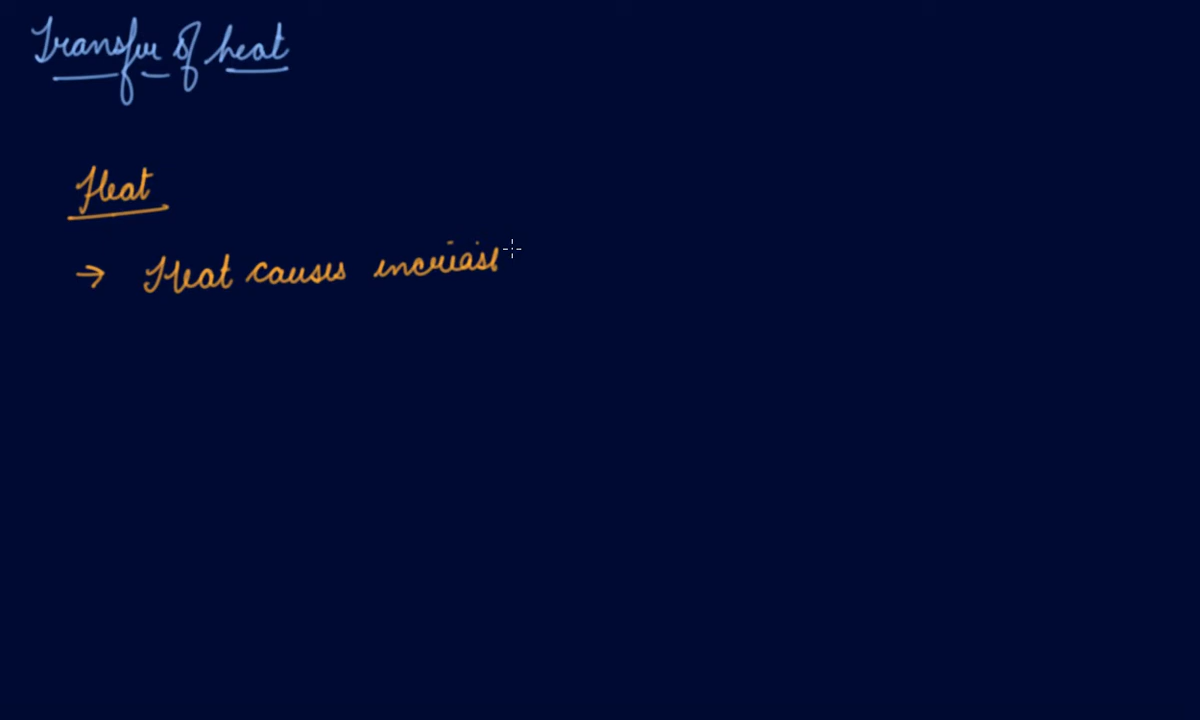 Transfer of heat
Heat
→ Heat causes increase